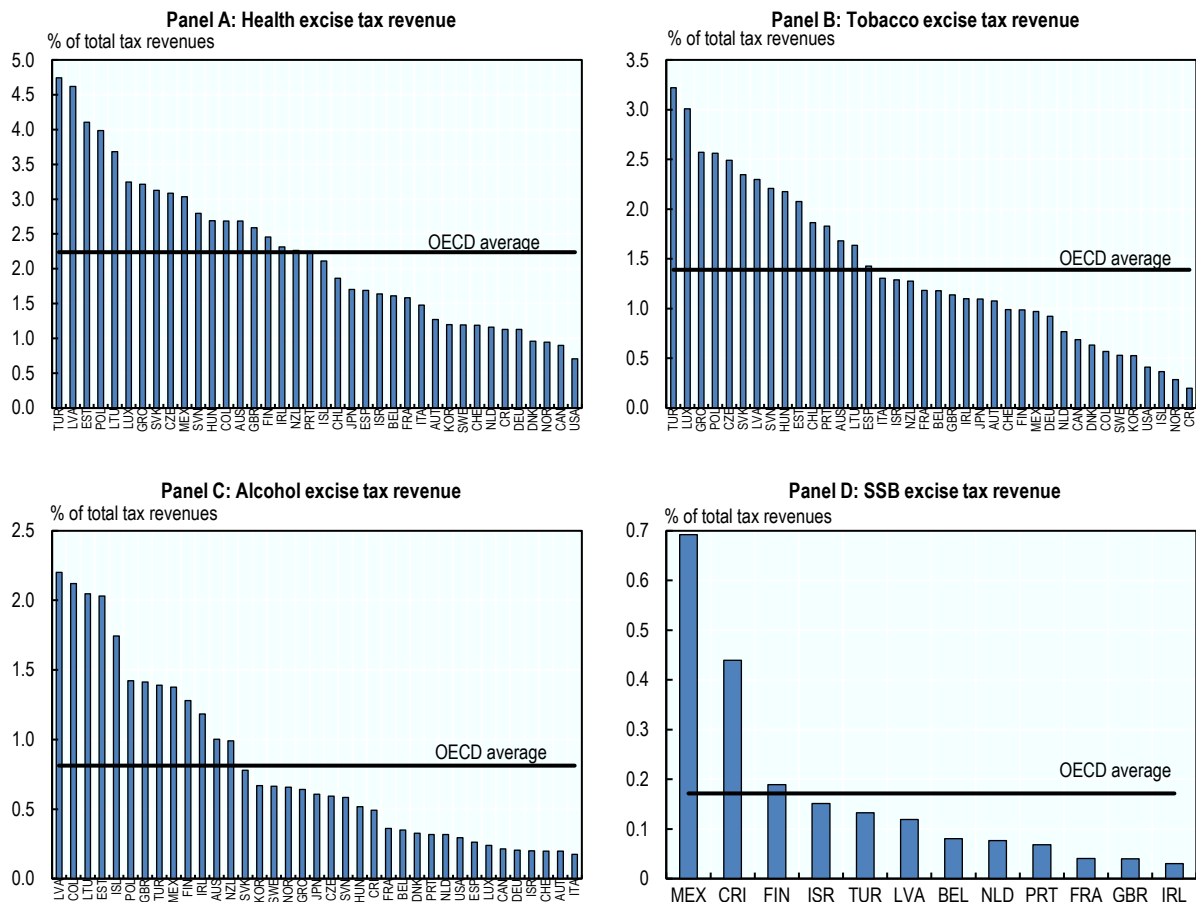 Panel A: Health excise tax revenue
% of total tax revenues
5.0
4.5
4.0
3.5
3.0
2.5
2.0
1.5
1.0
0.5
0.0
OECD average
TUR LVA EST POL LTU LUX GRC SVK CZE MEX SVN HUN COL AUS GBR FIN IRL NZL PRT ISL CHL JPN ESP ISR BEL FRA ITA AUT KOR SWE CHE NLD CRI DEU DNK NOR CAN USA
Panel B: Tobacco excise tax revenue
% of total tax revenues
3.5
3.0
2.5
2.0
1.5
1.0
0.5
0.0
OECD average
TUR LUX GRC POL CZE SVK LVA SVN HUN EST CHL PRT AUS LTU ESP ITA ISR NZL FRA BEL GBR IRL JPN AUT CHE FIN MEX DEU NLD CAN DNK COL SWE KOR USA ISL NOR CRI
Panel C: Alcohol excise tax revenue
% of total tax revenues
2.5
2.0
1.5
1.0
0.5
0.0
OECD average
LVA COL LTU EST ISL POL GBR TUR MEX FIN IRL AUS NZL SVK KOR SWE NOR GRC JPN CZE SVN HUN CRI FRA BEL DNK PRT NLD USA ESP LUX CAN DEU ISR CHE AUT ITA
Panel D: SSB excise tax revenue
% of total tax revenues
0.7
0.6
0.5
0.4
0.3
0.2
0.1
0
OECD average
MEX CRI FIN ISR TUR LVA BEL NLD PRT FRA GBR IRL